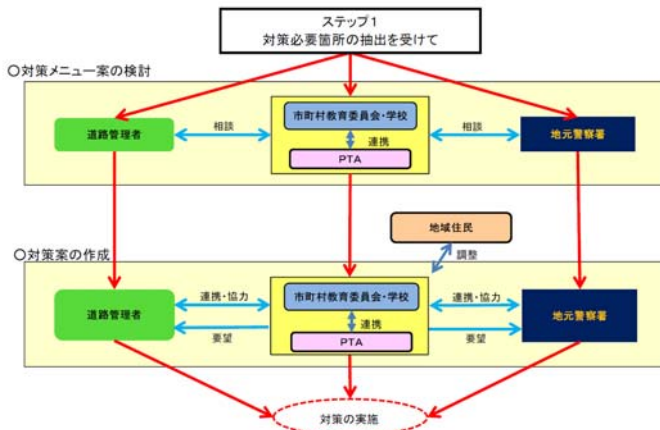 ステップ1
対策必要箇所の抽出を受けて
○対策メニュー案の検討
道路管理者
相談
市町村教育委員会・学校
連携
PTA
相談
地元警察署
地域住民
調整
○対策案の作成
道路管理者
連携・協力
要望
市町村教育委員会・学校
連携
PTA
連携・協力
要望
地元警察署
対策の実施